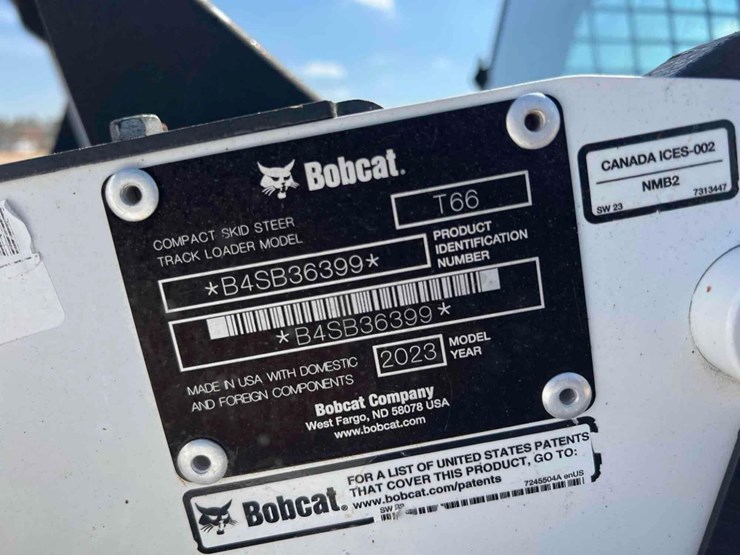 Bobcat.
COMPACT SKID STEER
TRACK LOADER MODEL
T66
*B4SB36399*
PRODUCT
IDENTIFICATION
NUMBER
*B4SB36399*
MADE IN USA WITH DOMESTIC
AND FOREIGN COMPONENTS
2023
MODEL
YEAR
Bobcat Company
West Fargo, ND 58078 USA
www.bobcat.com
CANADA ICES-002
NMB2
SW 23
7313447
Bobcat.
FOR A LIST OF UNITED STATES PATENTS
THAT COVER THIS PRODUCT, GO TO:
www.bobcat.com/patents
7245504A enUS
SW